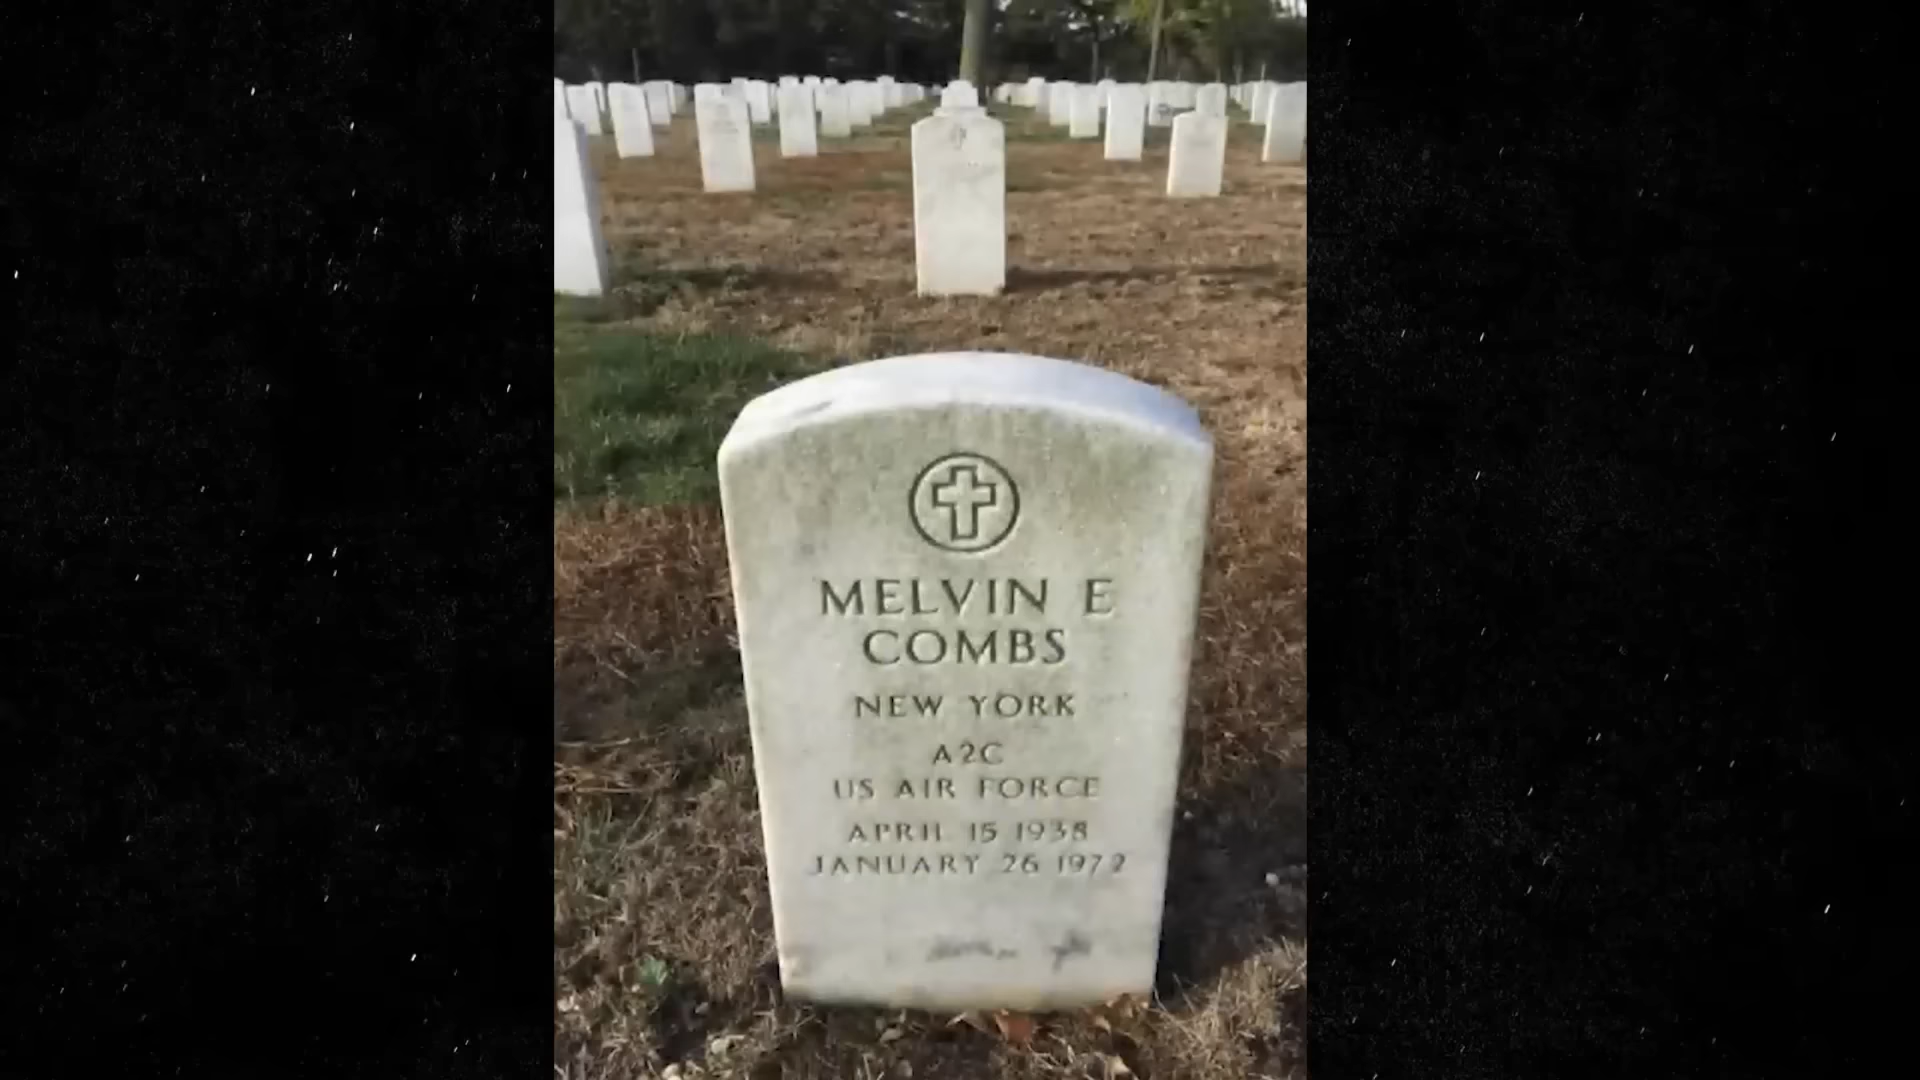 MELVIN E
COMBS
NEW YORK
A2C
US AIR FORCE
APRIL 15 1938
JANUARY 26 1972